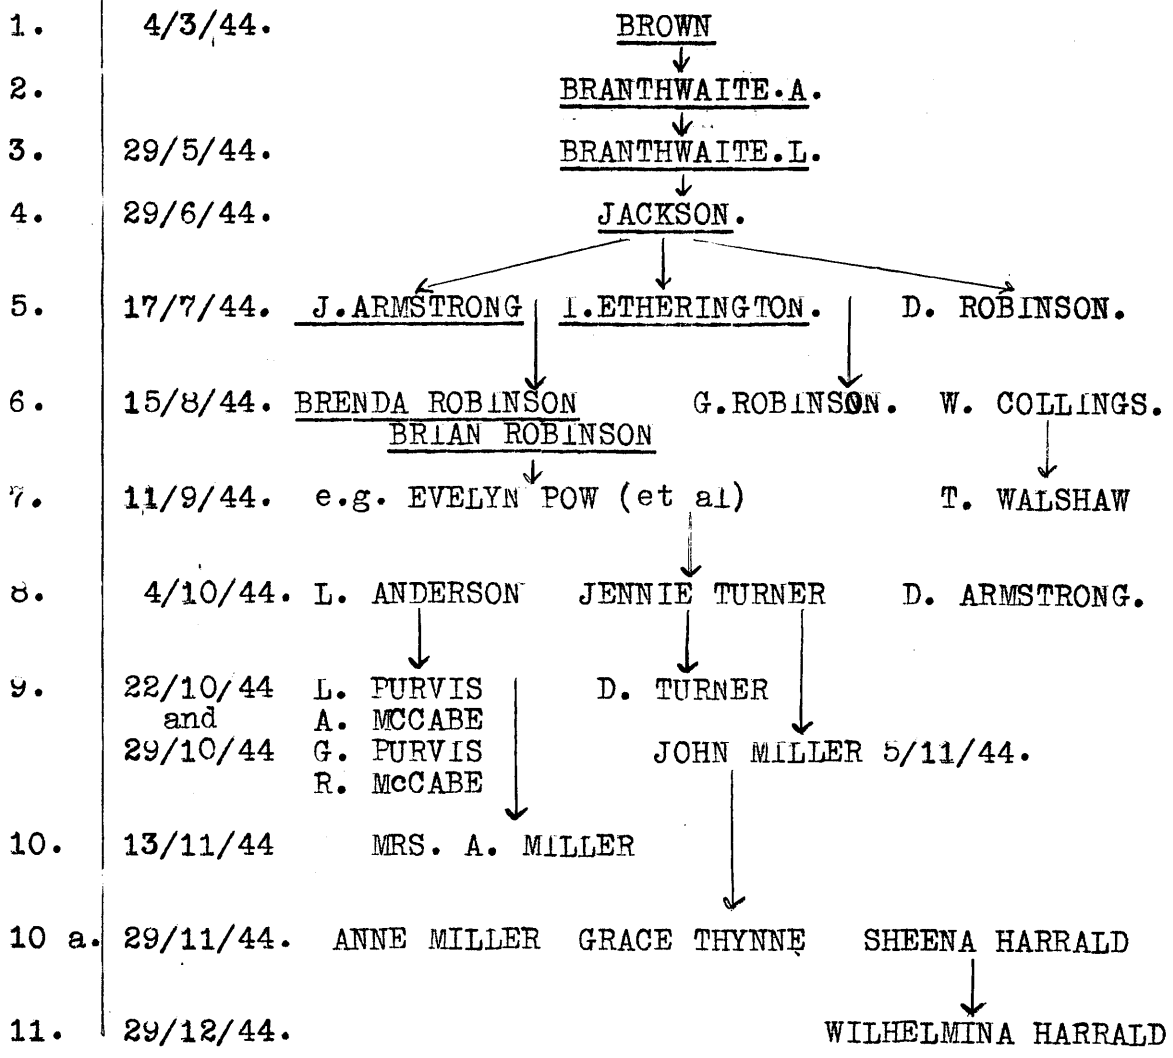 1. 4/3/44. BROWN
2. BRANTHWAITE.A.
3. 29/5/44. BRANTHWAITE.L.
4. 29/6/44. JACKSON.
5. 17/7/44. J.ARMSTRONG I.ETHERINGTON. D. ROBINSON.
6. 15/8/44. BRENDA ROBINSON G.ROBINSON. W. COLLINGS.
BRIAN ROBINSON
7. 11/9/44. e.g. EVELYN POW (et al) T. WALSHAW
8. 4/10/44. L. ANDERSON JENNIE TURNER D. ARMSTRONG.
9. 22/10/44 L. PURVIS D. TURNER
and A. MCCABE
29/10/44 G. PURVIS JOHN MILLER 5/11/44.
R. McCABE
10. 13/11/44 MRS. A. MILLER
10 a. 29/11/44. ANNE MILLER GRACE THYNNE SHEENA HARRALD
11. 29/12/44. WILHELMINA HARRALD